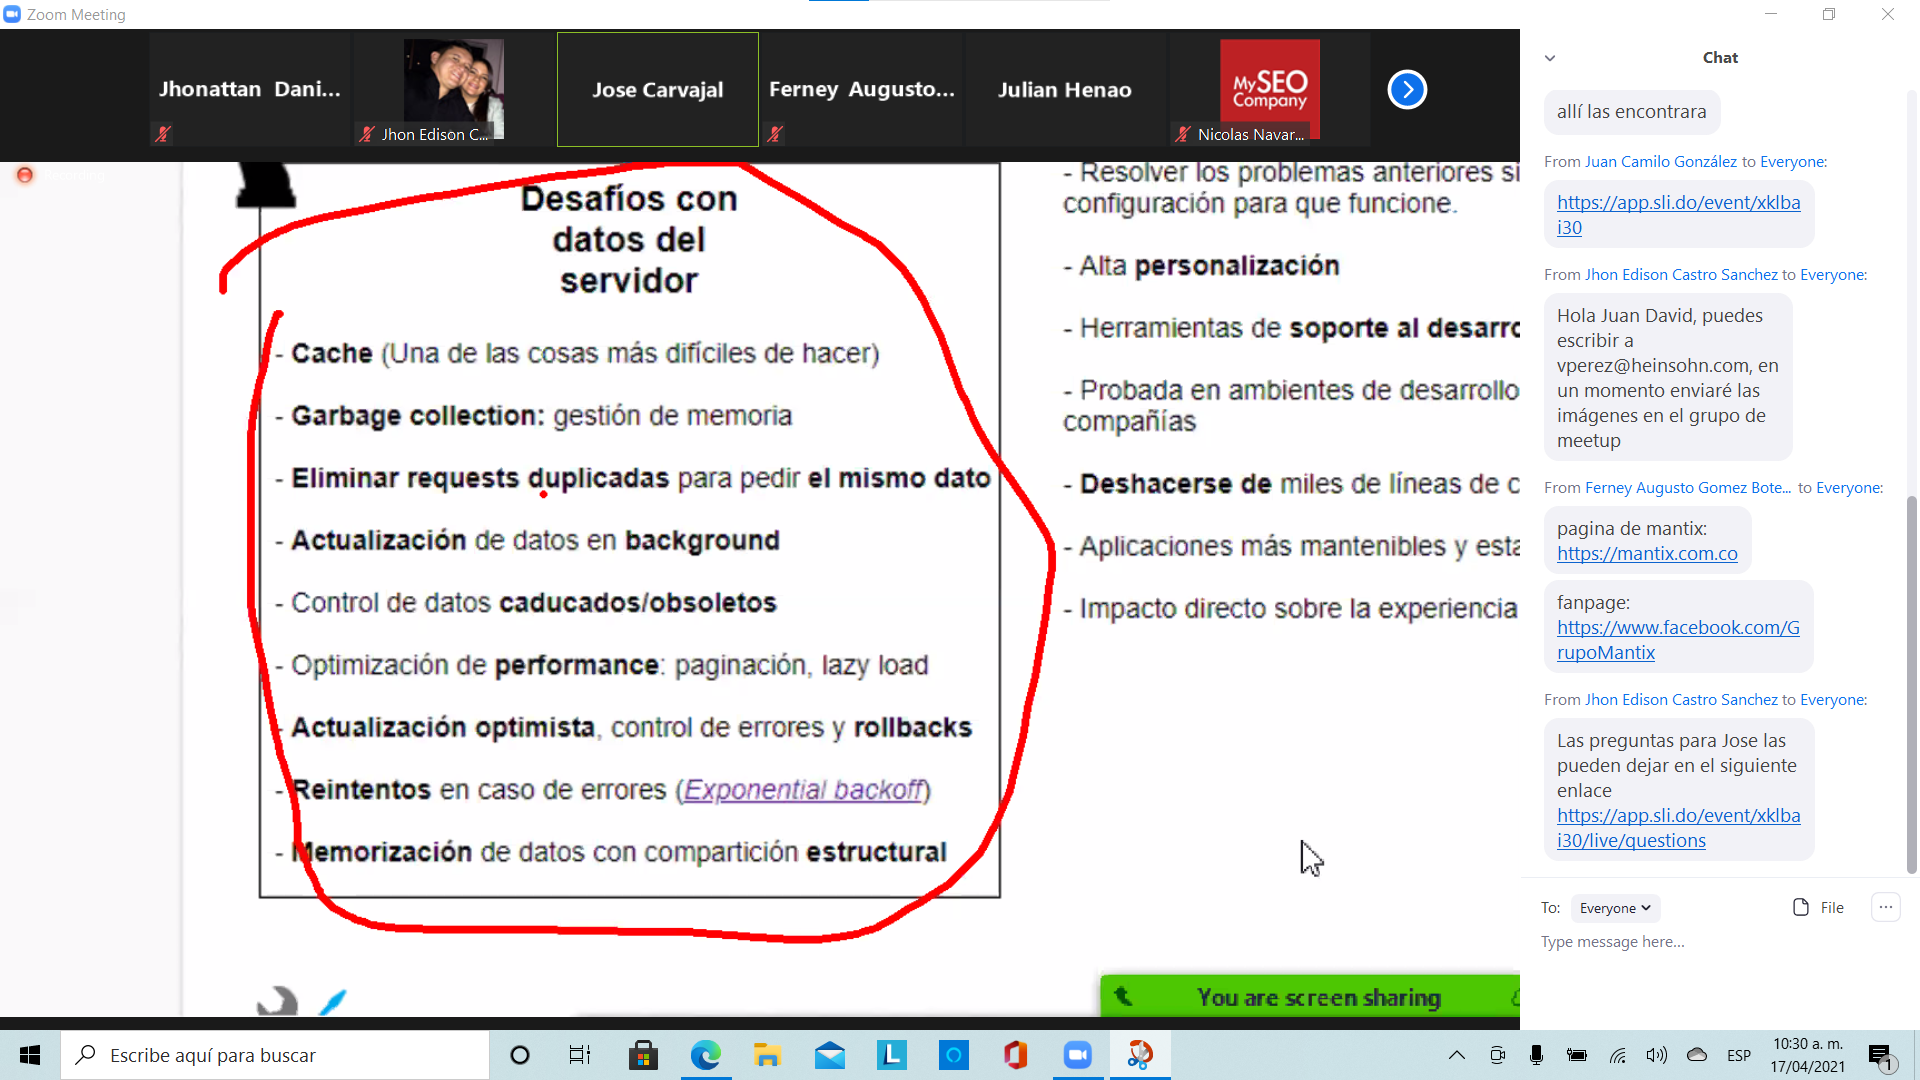 Zoom Meeting
Jhonattan Dani...
Jhon Edison C...
Jose Carvajal
Ferney Augusto...
Julian Henao
My SEO
Company
Nicolas Navar...
Desafíos con
datos del
servidor
- Cache (Una de las cosas más difíciles de hacer)
- Garbage collection: gestión de memoria
- Eliminar requests duplicadas para pedir el mismo dato
- Actualización de datos en background
- Control de datos caducados/obsoletos
- Optimización de performance: paginación, lazy load
- Actualización optimista, control de errores y rollbacks
- Reintentos en caso de errores (Exponential backoff)
- Memorización de datos con compartición estructural
- Resolver los problemas anteriores si
configuración para que funcione.
- Alta personalización
- Herramientas de soporte al desarro
- Probada en ambientes de desarrollo
compañías
- Deshacerse de miles de líneas de c
- Aplicaciones más mantenibles y esta
- Impacto directo sobre la experiencia
You are screen sharing
Chat
allí las encontrara
From Juan Camilo González to Everyone:
https://app.sli.do/event/xklba
i30
From Jhon Edison Castro Sanchez to Everyone:
Hola Juan David, puedes
escribir a
vperez@heinsohn.com, en
un momento enviaré las
imágenes en el grupo de
meetup
From Ferney Augusto Gomez Bote... to Everyone:
pagina de mantix:
https://mantix.com.co
fanpage:
https://www.facebook.com/G
rupoMantix
From Jhon Edison Castro Sanchez to Everyone:
Las preguntas para Jose las
pueden dejar en el siguiente
enlace
https://app.sli.do/event/xklba
i30/live/questions
To: Everyone File
Type message here...
Escribe aquí para buscar
L
ESP
10:30 a. m.
17/04/2021
1